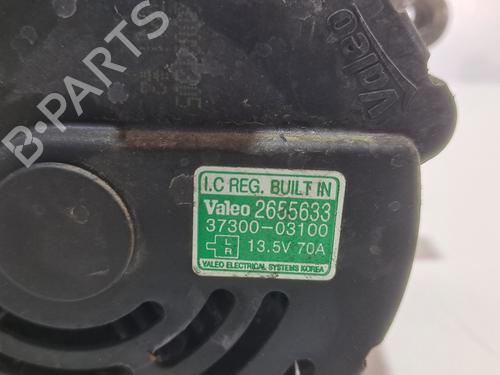 B-PARTS
Valeo
I.C REG. BUILT IN
Valeo 2655633
37300-03100
L
R 13.5V 70A
VALEO ELECTRICAL SYSTEMS KOREA